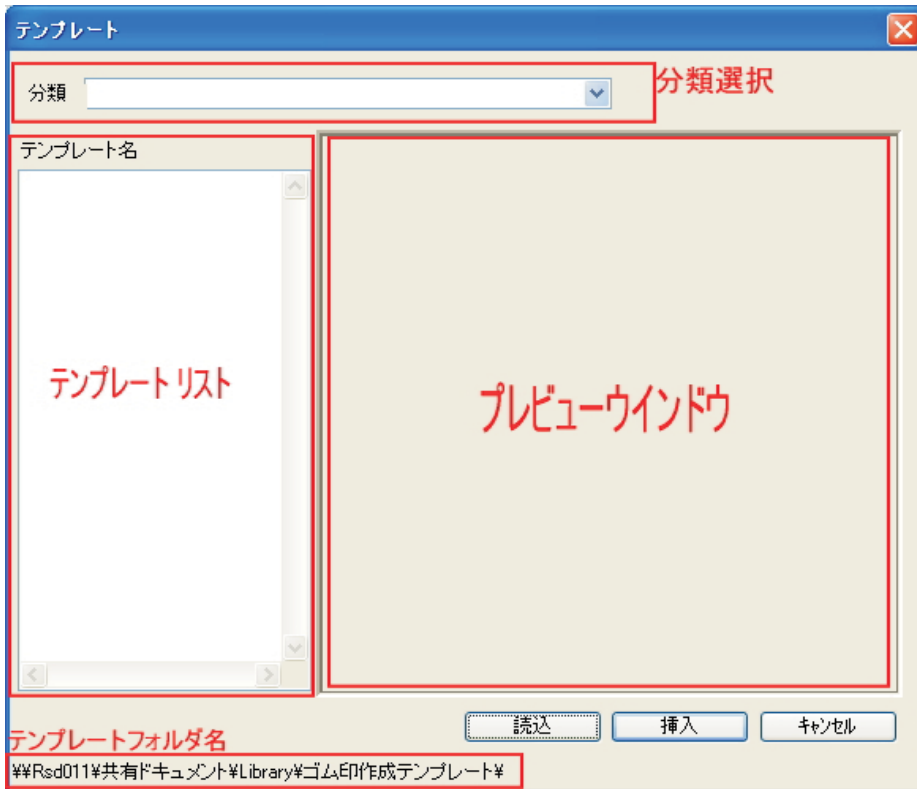 テンプレート
分類
分類選択
テンプレート名
テンプレート リスト
プレビューウインドウ
読込 挿入 キャンセル
テンプレートフォルダ名
¥¥Rsd011¥共有ドキュメント¥Library¥ゴム印作成テンプレート¥